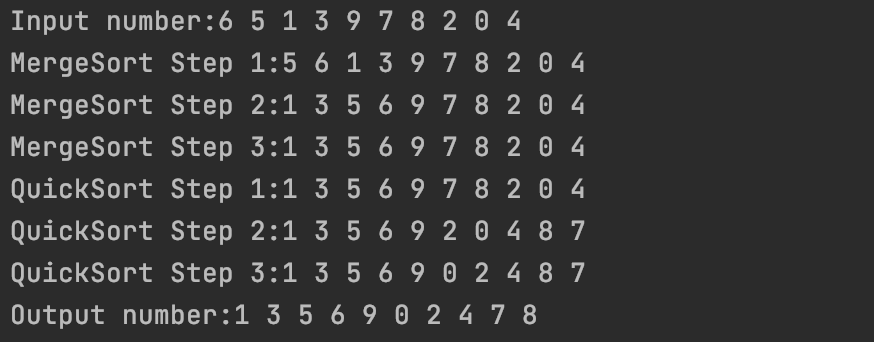 Input number:6 5 1 3 9 7 8 2 0 4
MergeSort Step 1:5 6 1 3 9 7 8 2 0 4
MergeSort Step 2:1 3 5 6 9 7 8 2 0 4
MergeSort Step 3:1 3 5 6 9 7 8 2 0 4
QuickSort Step 1:1 3 5 6 9 7 8 2 0 4
QuickSort Step 2:1 3 5 6 9 2 0 4 8 7
QuickSort Step 3:1 3 5 6 9 0 2 4 8 7
Output number:1 3 5 6 9 0 2 4 7 8